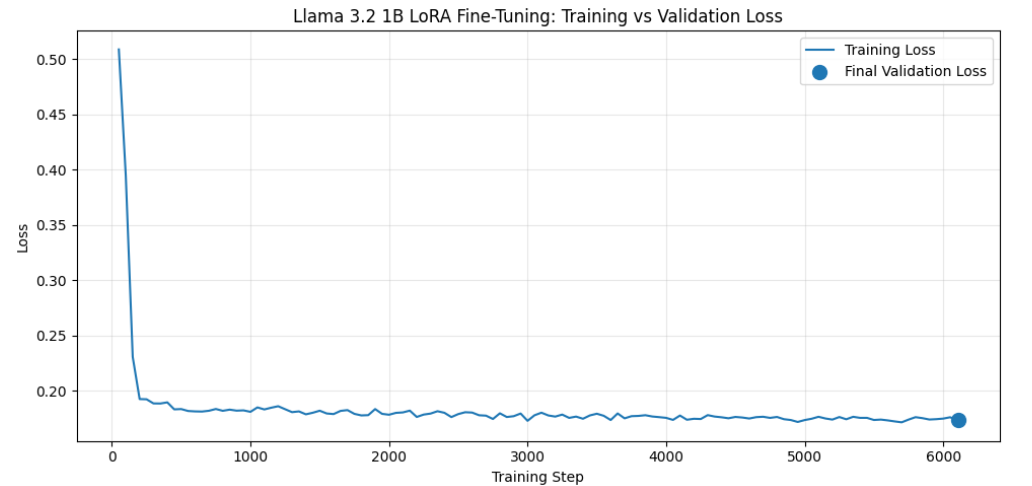 Llama 3.2 1B LoRA Fine-Tuning: Training vs Validation Loss
Training Loss
Final Validation Loss
Loss
0.50
0.45
0.40
0.35
0.30
0.25
0.20
0 1000 2000 3000 4000 5000 6000
Training Step